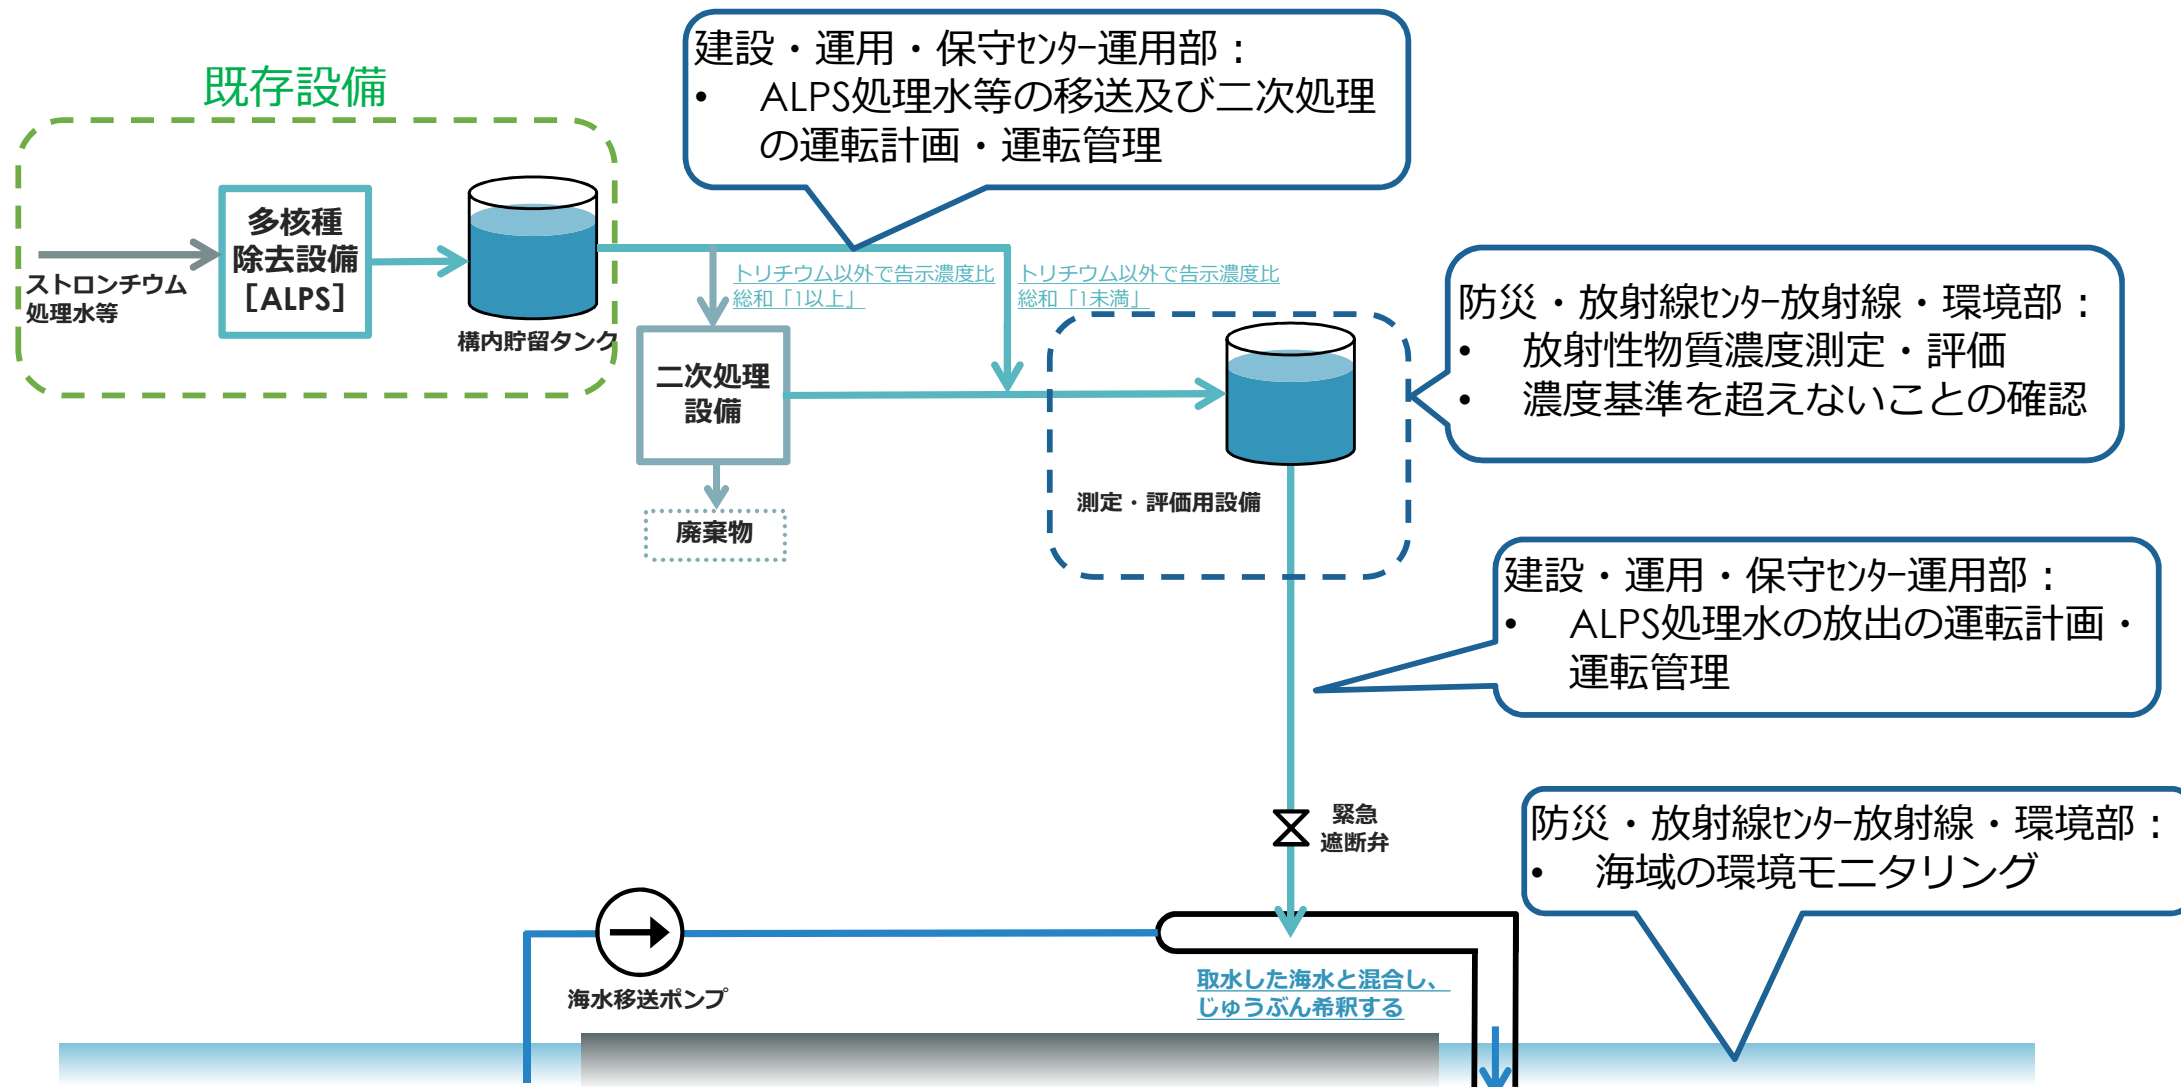 建設・運用・保守ｾﾝﾀｰ運用部：
• ALPS処理水等の移送及び二次処理
の運転計画・運転管理
既存設備
多核種
除去設備
［ALPS］
ストロンチウム
処理水等
構内貯留タンク
トリチウム以外で告示濃度比
総和「1以上」
トリチウム以外で告示濃度比
総和「1未満」
二次処理
設備
廃棄物
測定・評価用設備
防災・放射線ｾﾝﾀｰ放射線・環境部：
• 放射性物質濃度測定・評価
• 濃度基準を超えないことの確認
建設・運用・保守ｾﾝﾀｰ運用部：
• ALPS処理水の放出の運転計画・
運転管理
緊急
遮断弁
防災・放射線ｾﾝﾀｰ放射線・環境部：
• 海域の環境モニタリング
海水移送ポンプ
取水した海水と混合し、
じゅうぶん希釈する